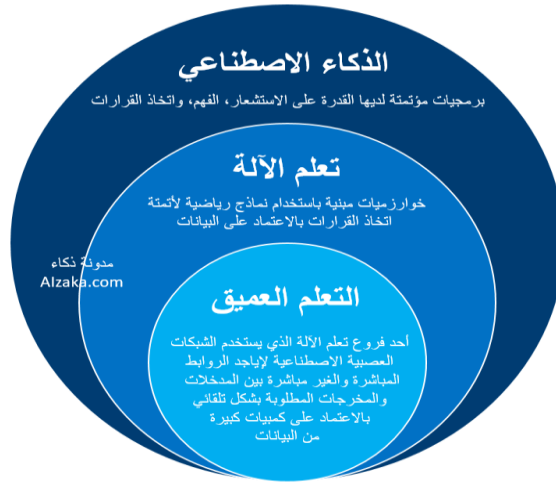 الذكاء الاصطناعي
برمجيات مؤتمتة لديها القدرة على الاستشعار، الفهم، واتخاذ القرارات
تعلم الآلة
خوارزميات مبنية باستخدام نماذج رياضية لأتمتة
اتخاذ القرارات بالاعتماد على البيانات
مدونة ذكاء
Alzaka.com
التعلم العميق
أحد فروع تعلم الآلة الذي يستخدم الشبكات
العصبية الاصطناعية لإياجد الروابط
المباشرة والغير مباشرة بين المدخلات
والمخرجات المطلوبة بشكل تلقائي
بالاعتماد على كمبيات كبيرة
من البيانات